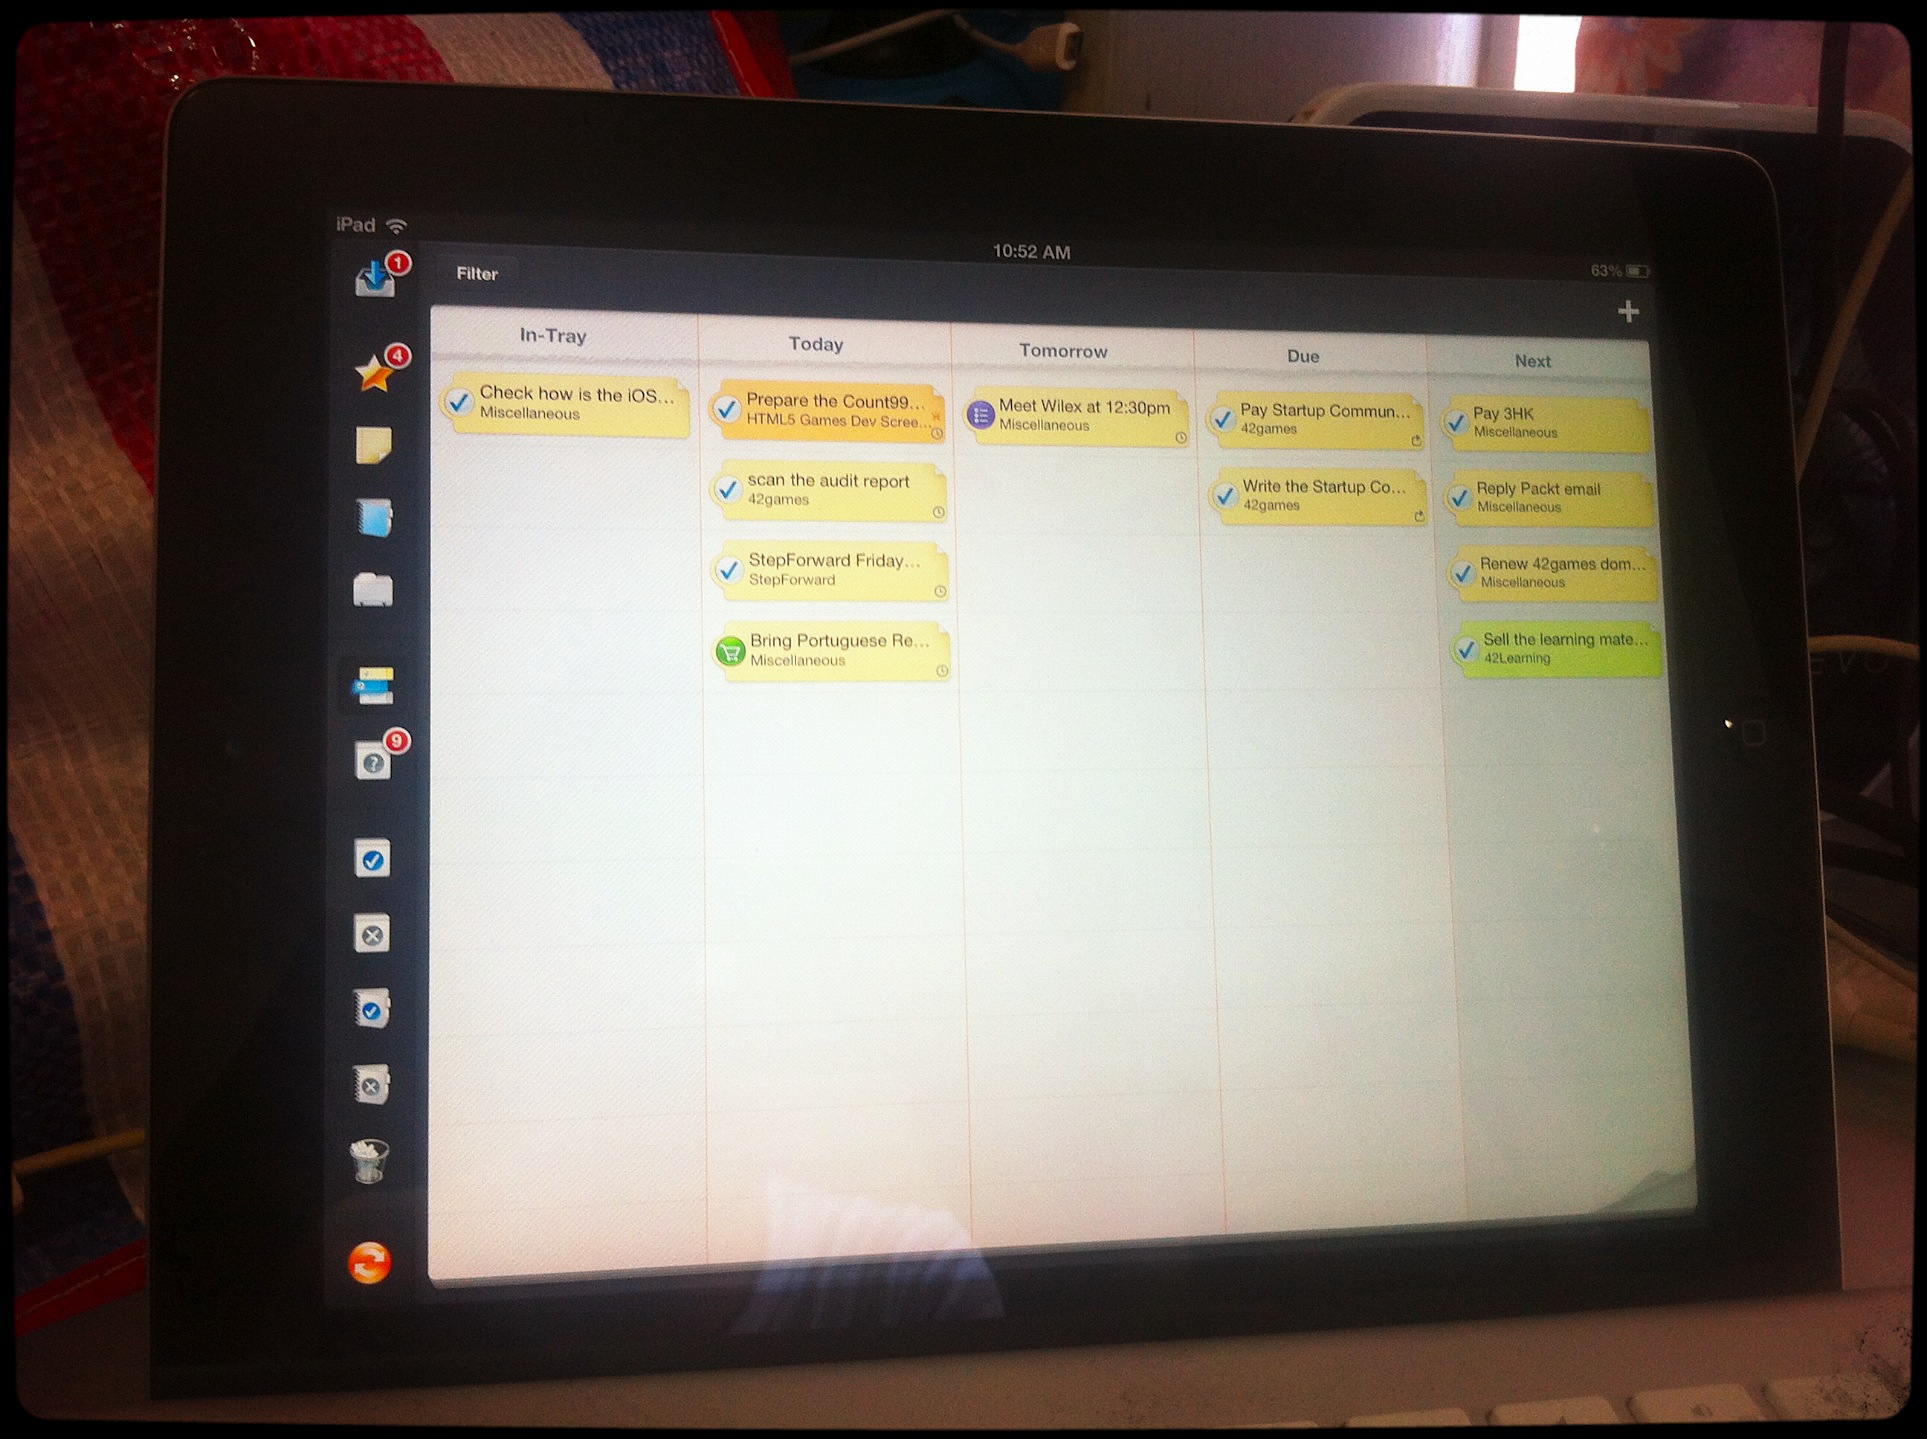 iPad
10:52 AM
63%
1
Filter
+
4
9
In-Tray
Check how is the iOS...
Miscellaneous
Today
Prepare the Count99...
HTML5 Games Dev Scree...
scan the audit report
42games
StepForward Friday...
StepForward
Bring Portuguese Re...
Miscellaneous
Tomorrow
Meet Wilex at 12:30pm
Miscellaneous
Due
Pay Startup Commun...
42games
Write the Startup Co...
42games
Next
Pay 3HK
Miscellaneous
Reply Packt email
Miscellaneous
Renew 42games dom...
Miscellaneous
Sell the learning mate...
42Learning